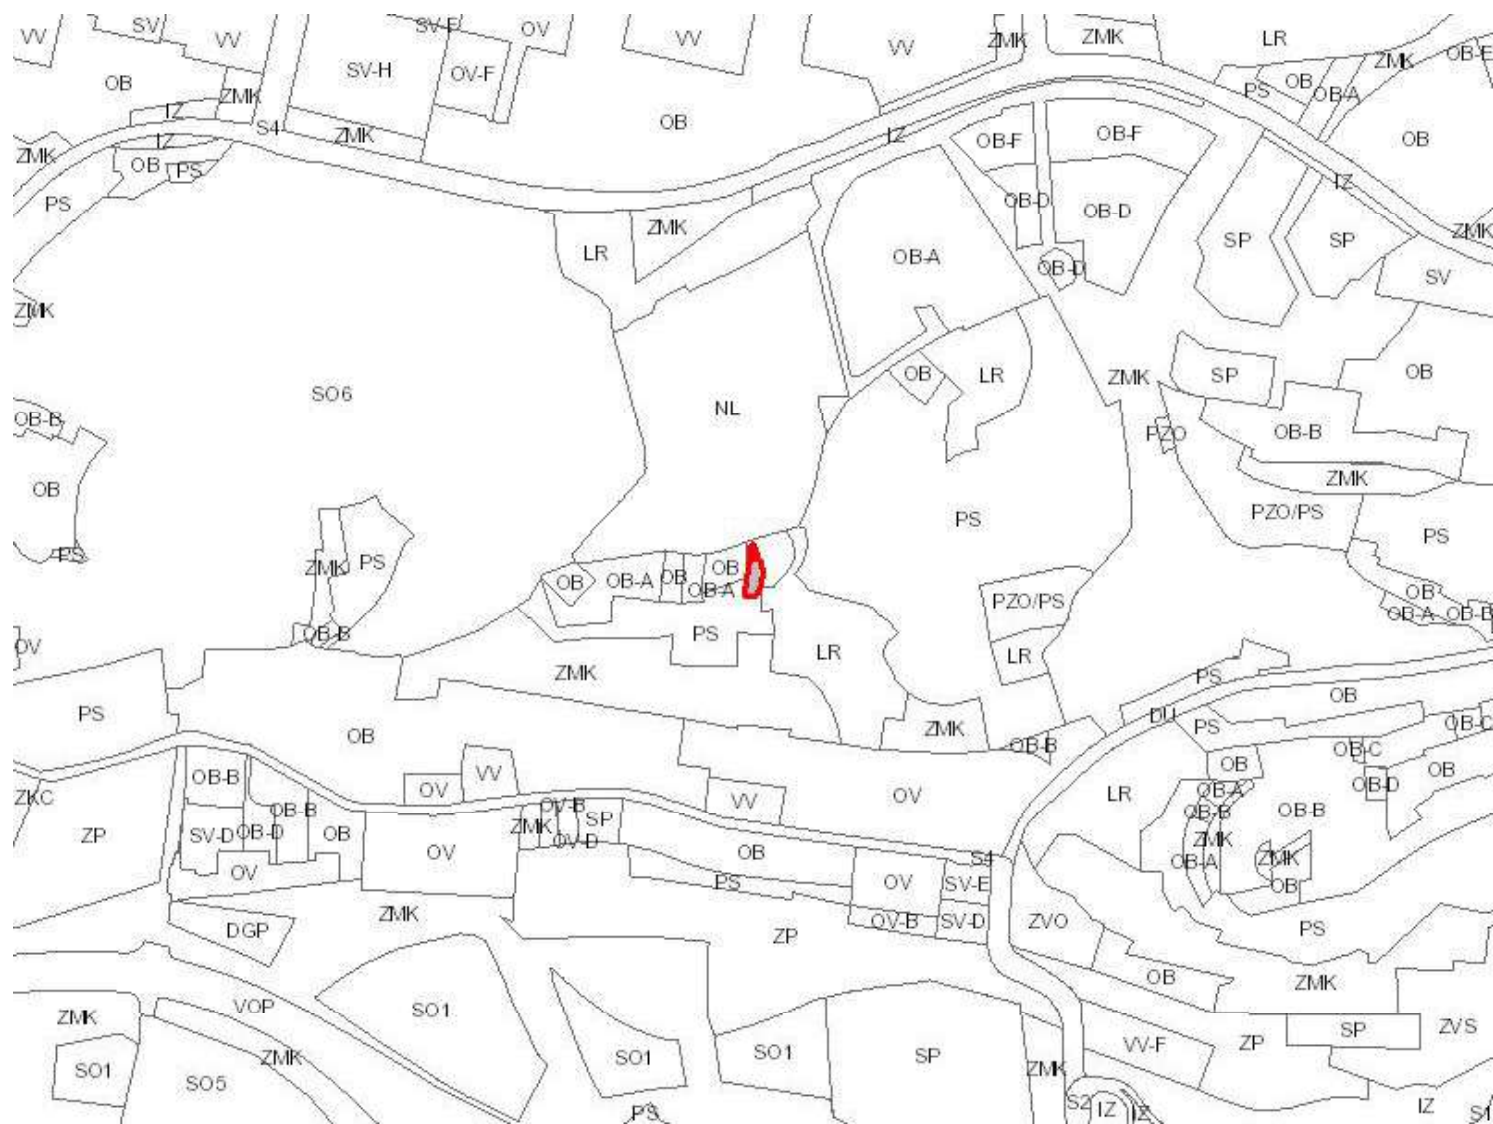 VV
SV
VV
SV-F
OV
VV
VV
ZMK
ZMK
LR
ZMK
OB-E
OB
ZMK
SV-H
OV-F
PS
OB
OB-A
IZ
S4
ZMK
OB
IZ
OB-F
OB-F
OB
ZMK
IZ
OB
PS
PS
IZ
ZMK
LR
OB-D
OB-D
SP
SP
ZMK
OB-A
OB-D
SV
ZMK
SO6
NL
OB
LR
ZMK
SP
OB
OB-B
PZO
OB-B
OB
ZMK
PZO/PS
PS
PS
PS
ZMK
PS
OB
OB-A
OB
OB
OB-A
PZO/PS
OB
OB-A
OB-B
OV
OB-B
PS
LR
LR
ZMK
PS
OB
PS
OB
ZMK
OB-B
DU
PS
OB-C
OB-C
OB-B
OV
VV
VV
OV
OB
OB-D
OB
ZKC
LR
OB-A
OB-B
OB-B
ZP
SV-D
OB-D
OB-B
OB
OV
ZMK
OV-B
OV-D
SP
OB
ZMK
OB-A
ZMK
OB
OV
PS
OV
S4
SV-E
OV-B
SV-D
ZVO
PS
DGP
ZMK
ZP
OB
ZMK
ZMK
VOP
SO1
SP
ZVS
SO1
ZMK
SO5
SO1
SO1
SP
ZMK
VV-F
ZP
PS
S2
IZ
IZ
IZ
S1